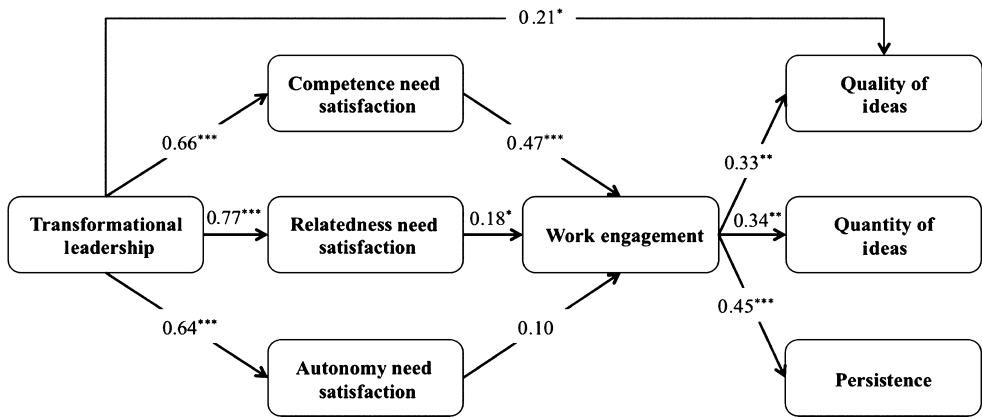 0.21*
Competence need
satisfaction
Quality of
ideas
0.66***
0.47***
0.33**
Transformational
leadership
0.77***
Relatedness need
satisfaction
0.18*
Work engagement
0.34**
Quantity of
ideas
0.64***
0.10
0.45***
Autonomy need
satisfaction
Persistence